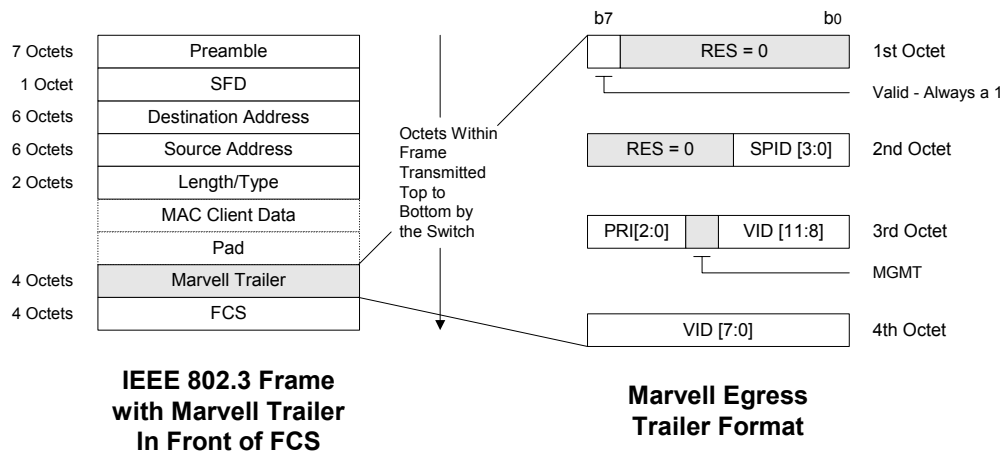 7 Octets
Preamble
1 Octet
SFD
6 Octets
Destination Address
6 Octets
Source Address
2 Octets
Length/Type
MAC Client Data
Pad
4 Octets
Marvell Trailer
4 Octets
FCS
Octets Within
Frame
Transmitted
Top to
Bottom by
the Switch
IEEE 802.3 Frame
with Marvell Trailer
In Front of FCS
b7
b0
RES = 0
1st Octet
Valid - Always a 1
RES = 0
SPID [3:0]
2nd Octet
PRI[2:0]
VID [11:8]
3rd Octet
MGMT
VID [7:0]
4th Octet
Marvell Egress
Trailer Format